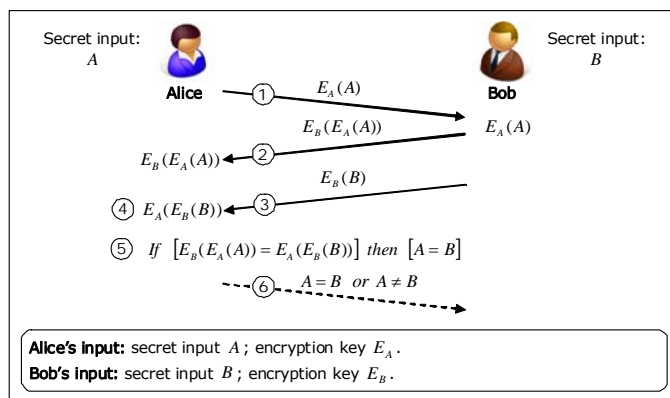 Secret input:
A
Alice
Secret input:
B
Bob
1 E_A(A)
E_A(A)
E_B(E_A(A))
2
E_B(E_A(A))
E_B(B)
3
4 E_A(E_B(B))
5 If [E_B(E_A(A)) = E_A(E_B(B))] then [A = B]
6 A = B or A ≠ B
Alice's input: secret input A; encryption key E_A.
Bob's input: secret input B; encryption key E_B.